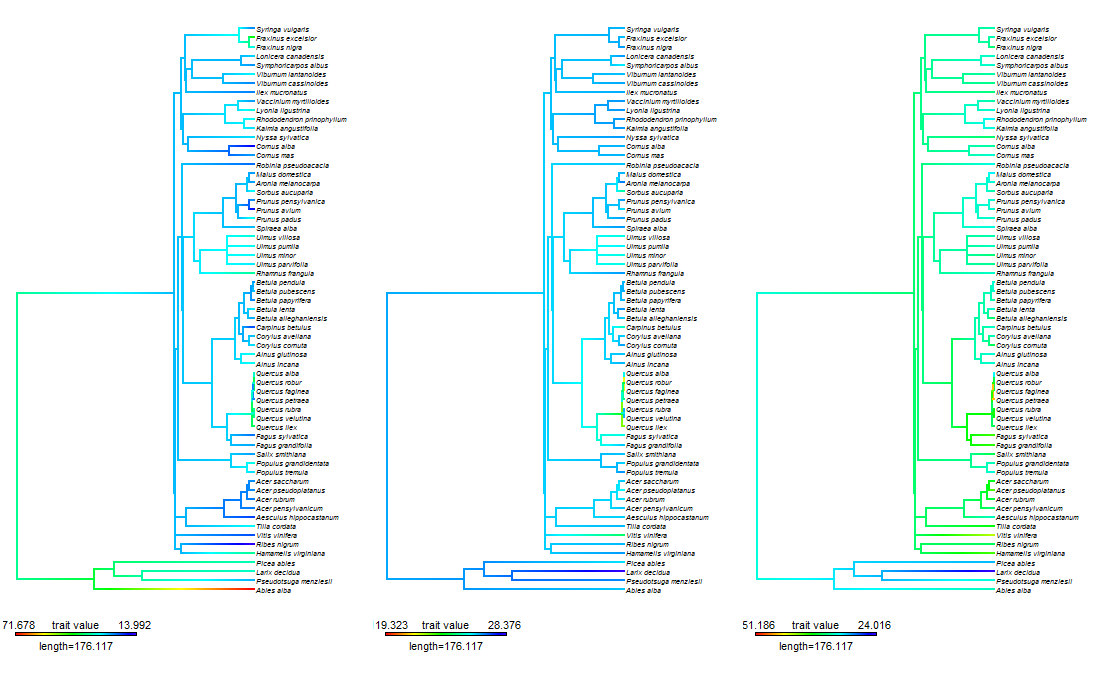 Syringa vulgaris
Fraxinus excelsior
Fraxinus nigra
Lonicera canadensis
Symphoricarpos albus
Viburnum lantanoides
Viburnum cassinoides
Ilex mucronatus
Vaccinium myrtilloides
Lyonia ligustrina
Rhododendron prinophyllum
Kalmia angustifolia
Nyssa sylvatica
Cornus alba
Cornus mas
Robinia pseudoacacia
Malus domestica
Aronia melanocarpa
Sorbus aucuparia
Prunus pensylvanica
Prunus avium
Prunus padus
Spiraea alba
Ulmus villosa
Ulmus pumila
Ulmus minor
Ulmus parvifolia
Rhamnus frangula
Betula pendula
Betula pubescens
Betula papyrifera
Betula lenta
Betula alleghaniensis
Carpinus betulus
Corylus avellana
Corylus cornuta
Alnus glutinosa
Alnus incana
Quercus alba
Quercus robur
Quercus faginea
Quercus petraea
Quercus rubra
Quercus velutina
Quercus ilex
Fagus sylvatica
Fagus grandifolia
Salix smithiana
Populus grandidentata
Populus tremula
Acer saccharum
Acer pseudoplatanus
Acer rubrum
Acer pensylvanicum
Aesculus hippocastanum
Tilia cordata
Vitis vinifera
Ribes nigrum
Hamamelis virginiana
Picea abies
Larix decidua
Pseudotsuga menziesii
Abies alba
71.678 trait value 13.992
length=176.117
Syringa vulgaris
Fraxinus excelsior
Fraxinus nigra
Lonicera canadensis
Symphoricarpos albus
Viburnum lantanoides
Viburnum cassinoides
Ilex mucronatus
Vaccinium myrtilloides
Lyonia ligustrina
Rhododendron prinophyllum
Kalmia angustifolia
Nyssa sylvatica
Cornus alba
Cornus mas
Robinia pseudoacacia
Malus domestica
Aronia melanocarpa
Sorbus aucuparia
Prunus pensylvanica
Prunus avium
Prunus padus
Spiraea alba
Ulmus villosa
Ulmus pumila
Ulmus minor
Ulmus parvifolia
Rhamnus frangula
Betula pendula
Betula pubescens
Betula papyrifera
Betula lenta
Betula alleghaniensis
Carpinus betulus
Corylus avellana
Corylus cornuta
Alnus glutinosa
Alnus incana
Quercus alba
Quercus robur
Quercus faginea
Quercus petraea
Quercus rubra
Quercus velutina
Quercus ilex
Fagus sylvatica
Fagus grandifolia
Salix smithiana
Populus grandidentata
Populus tremula
Acer saccharum
Acer pseudoplatanus
Acer rubrum
Acer pensylvanicum
Aesculus hippocastanum
Tilia cordata
Vitis vinifera
Ribes nigrum
Hamamelis virginiana
Picea abies
Larix decidua
Pseudotsuga menziesii
Abies alba
19.323 trait value 28.376
length=176.117
Syringa vulgaris
Fraxinus excelsior
Fraxinus nigra
Lonicera canadensis
Symphoricarpos albus
Viburnum lantanoides
Viburnum cassinoides
Ilex mucronatus
Vaccinium myrtilloides
Lyonia ligustrina
Rhododendron prinophyllum
Kalmia angustifolia
Nyssa sylvatica
Cornus alba
Cornus mas
Robinia pseudoacacia
Malus domestica
Aronia melanocarpa
Sorbus aucuparia
Prunus pensylvanica
Prunus avium
Prunus padus
Spiraea alba
Ulmus villosa
Ulmus pumila
Ulmus minor
Ulmus parvifolia
Rhamnus frangula
Betula pendula
Betula pubescens
Betula papyrifera
Betula lenta
Betula alleghaniensis
Carpinus betulus
Corylus avellana
Corylus cornuta
Alnus glutinosa
Alnus incana
Quercus alba
Quercus robur
Quercus faginea
Quercus petraea
Quercus rubra
Quercus velutina
Quercus ilex
Fagus sylvatica
Fagus grandifolia
Salix smithiana
Populus grandidentata
Populus tremula
Acer saccharum
Acer pseudoplatanus
Acer rubrum
Acer pensylvanicum
Aesculus hippocastanum
Tilia cordata
Vitis vinifera
Ribes nigrum
Hamamelis virginiana
Picea abies
Larix decidua
Pseudotsuga menziesii
Abies alba
51.186 trait value 24.016
length=176.117